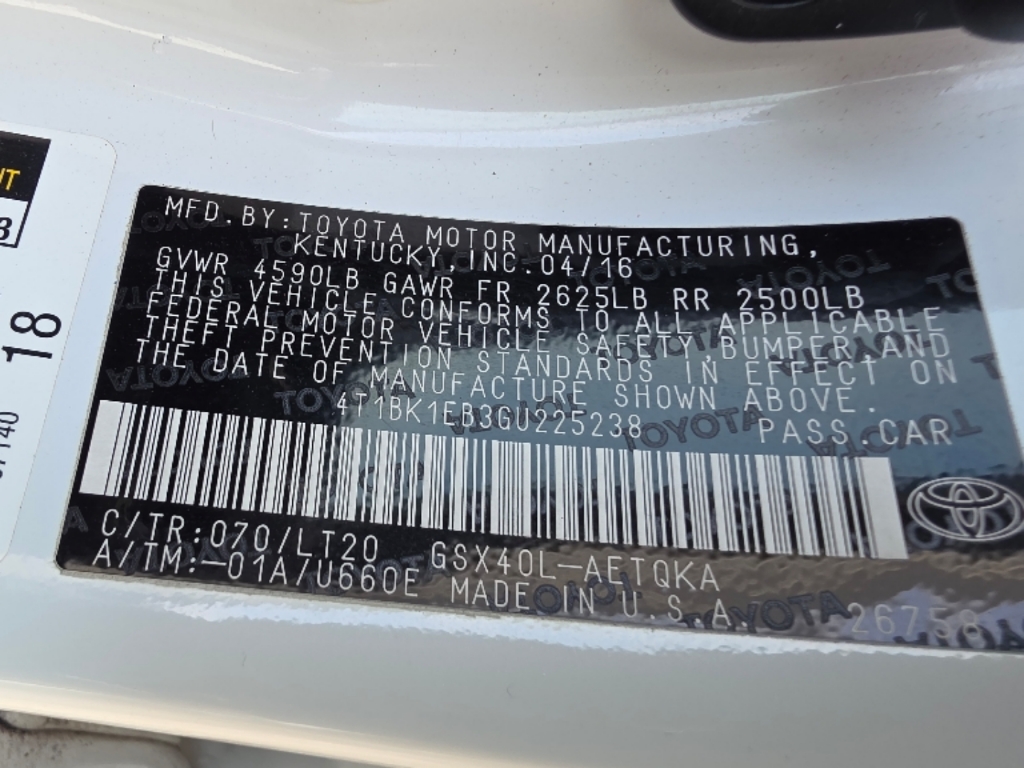 MFD.BY:TOYOTA MOTOR MANUFACTURING,
KENTUCKY,INC.04/16
GVWR 4590LB GAWR FR 2625LB RR 2500LB
THIS VEHICLE CONFORMS TO ALL APPLICABLE
FEDERAL MOTOR VEHICLE SAFETY,BUMPER,AND
THEFT PREVENTION STANDARDS IN EFFECT ON
THE DATE OF MANUFACTURE SHOWN ABOVE.
4T1BK1EB3GU225238 PASS.CAR
C/TR:070/LT20 GSX40L-AETQKA
A/TM:-01A/U660E MADE IN U.S.A.
26758
18
TOYOTA